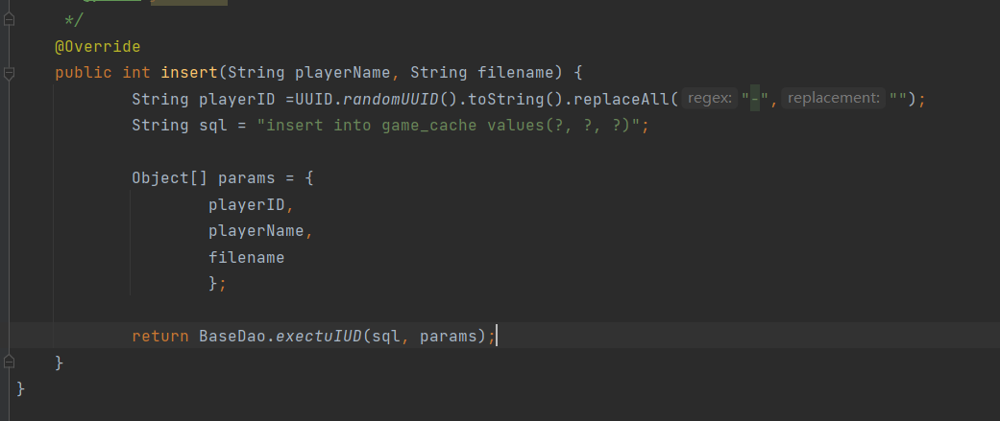 */
@Override
public int insert(String playerName, String filename) {
String playerID =UUID.randomUUID().toString().replaceAll( regex: "-", replacement: "");
String sql = "insert into game_cache values(?, ?, ?)";
Object[] params = {
playerID,
playerName,
filename
};
return BaseDao.exectuIUD(sql, params);
}
}